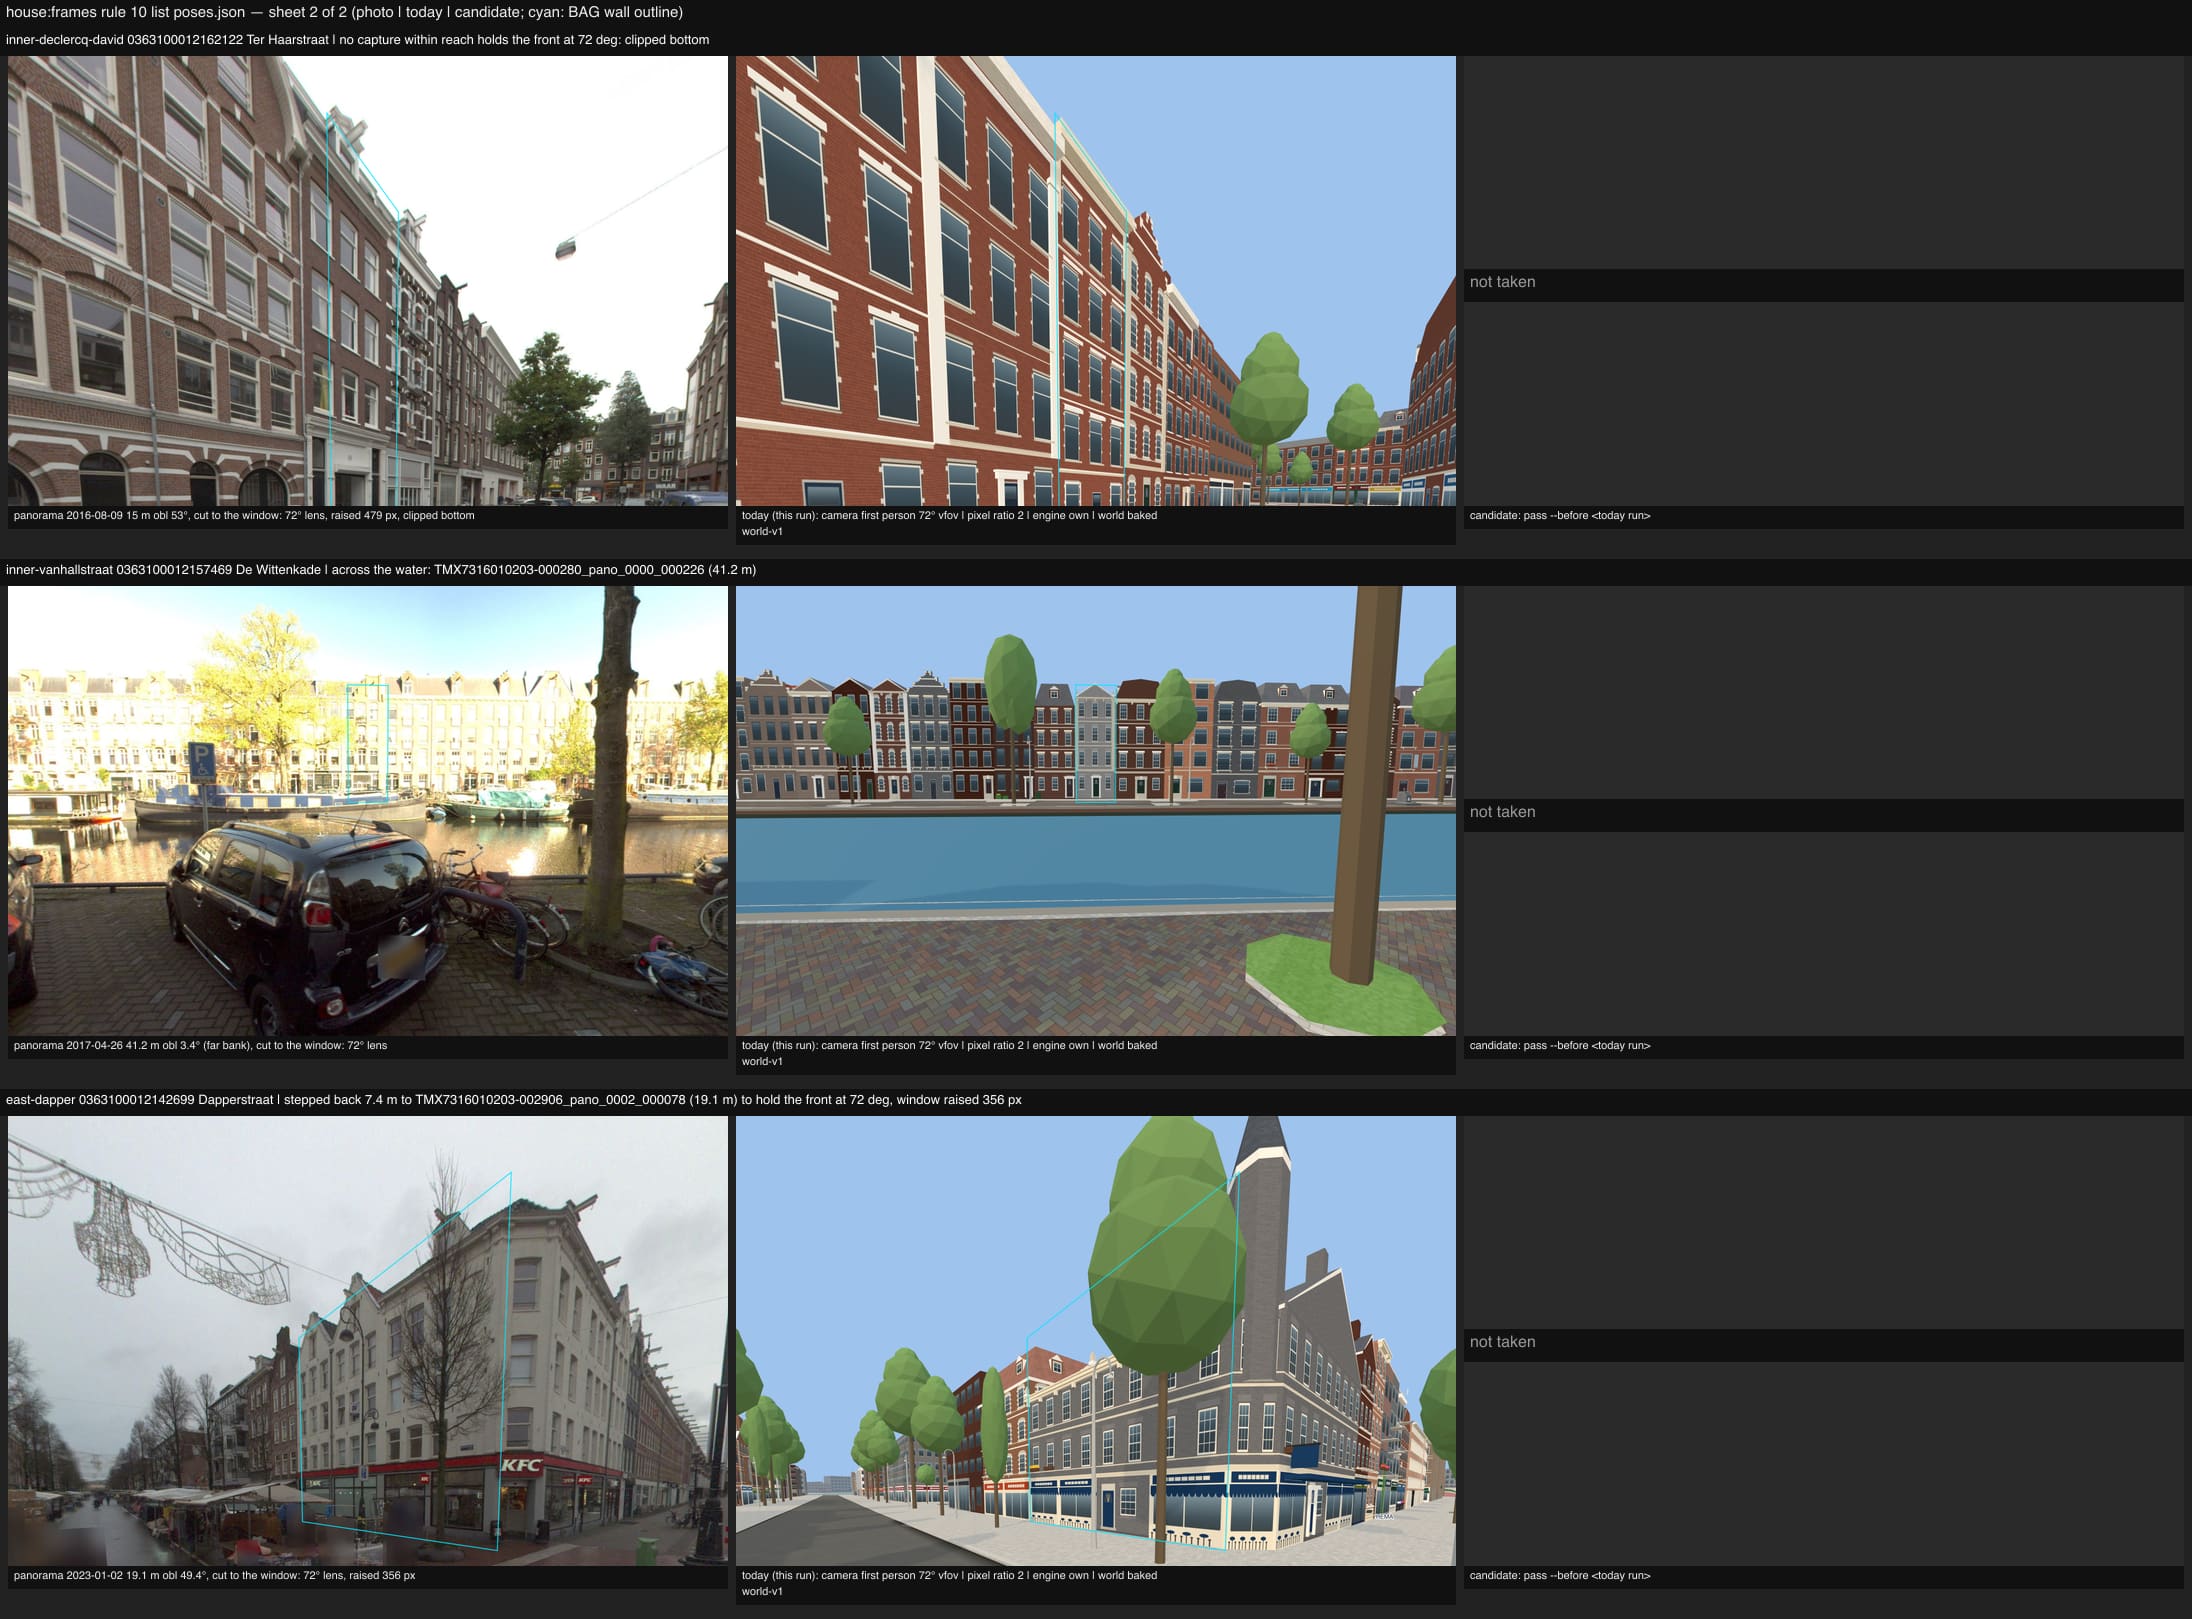 house:frames rule 10 list poses.json — sheet 2 of 2 (photo | today | candidate; cyan: BAG wall outline)
inner-declercq-david 0363100012162122 Ter Haarstraat | no capture within reach holds the front at 72 deg: clipped bottom
not taken
panorama 2016-08-09 15 m obl 53°, cut to the window: 72° lens, raised 479 px, clipped bottom
today (this run): camera first person 72° vfov | pixel ratio 2 | engine own | world baked
world-v1
candidate: pass --before <today run>
inner-vanhallstraat 0363100012157469 De Wittenkade | across the water: TMX7316010203-000280_pano_0000_000226 (41.2 m)
P
not taken
panorama 2017-04-26 41.2 m obl 3.4° (far bank), cut to the window: 72° lens
today (this run): camera first person 72° vfov | pixel ratio 2 | engine own | world baked
world-v1
candidate: pass --before <today run>
east-dapper 0363100012142699 Dapperstraat | stepped back 7.4 m to TMX7316010203-002906_pano_0002_000078 (19.1 m) to hold the front at 72 deg, window raised 356 px
not taken
KFC
HEMA
panorama 2023-01-02 19.1 m obl 49.4°, cut to the window: 72° lens, raised 356 px
today (this run): camera first person 72° vfov | pixel ratio 2 | engine own | world baked
world-v1
candidate: pass --before <today run>